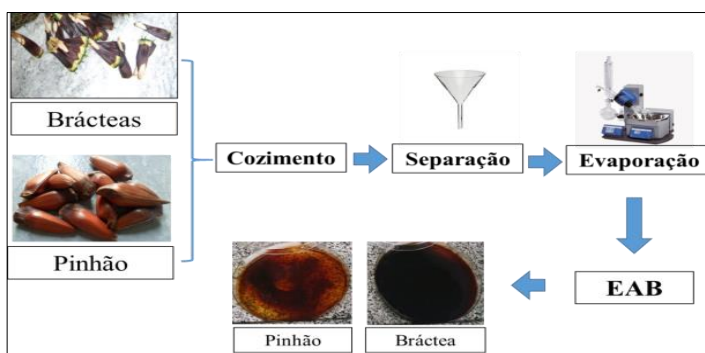 Brácteas
Pinhão
Cozimento
Separação
Evaporação
EAB
Pinhão
Bráctea